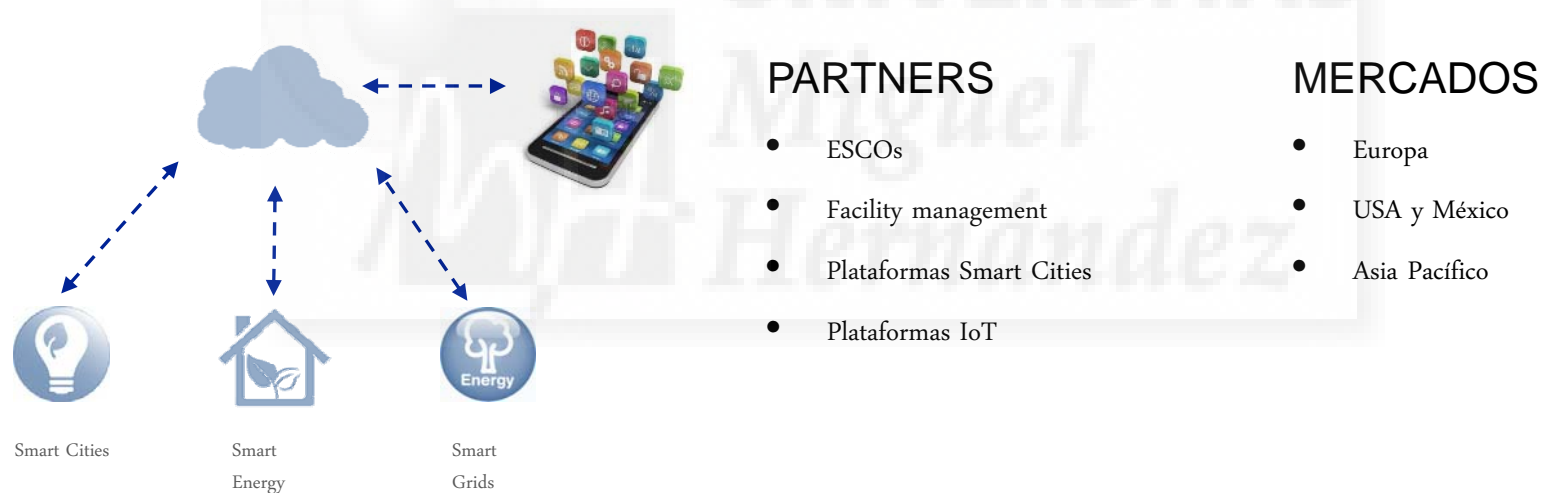 PARTNERS
ESCOs
Facility management
Plataformas Smart Cities
Plataformas IoT
MERCADOS
Europa
USA y México
Asia Pacífico
Energy
Smart Cities
Smart
Energy
Smart
Grids
Miguel
Hernández